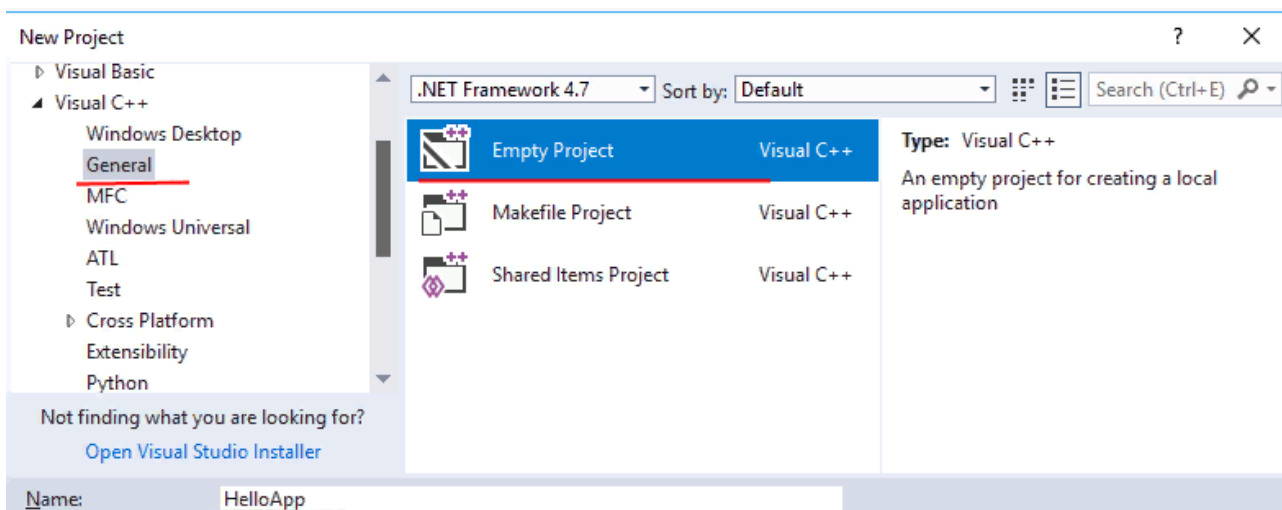 New Project
? ×
Visual Basic
Visual C++
Windows Desktop
General
MFC
Windows Universal
ATL
Test
Cross Platform
Extensibility
Python
Not finding what you are looking for?
Open Visual Studio Installer
.NET Framework 4.7 Sort by: Default Search (Ctrl+E)
Empty Project Visual C++
Makefile Project Visual C++
Shared Items Project Visual C++
Type: Visual C++
An empty project for creating a local
application
Name: HelloApp